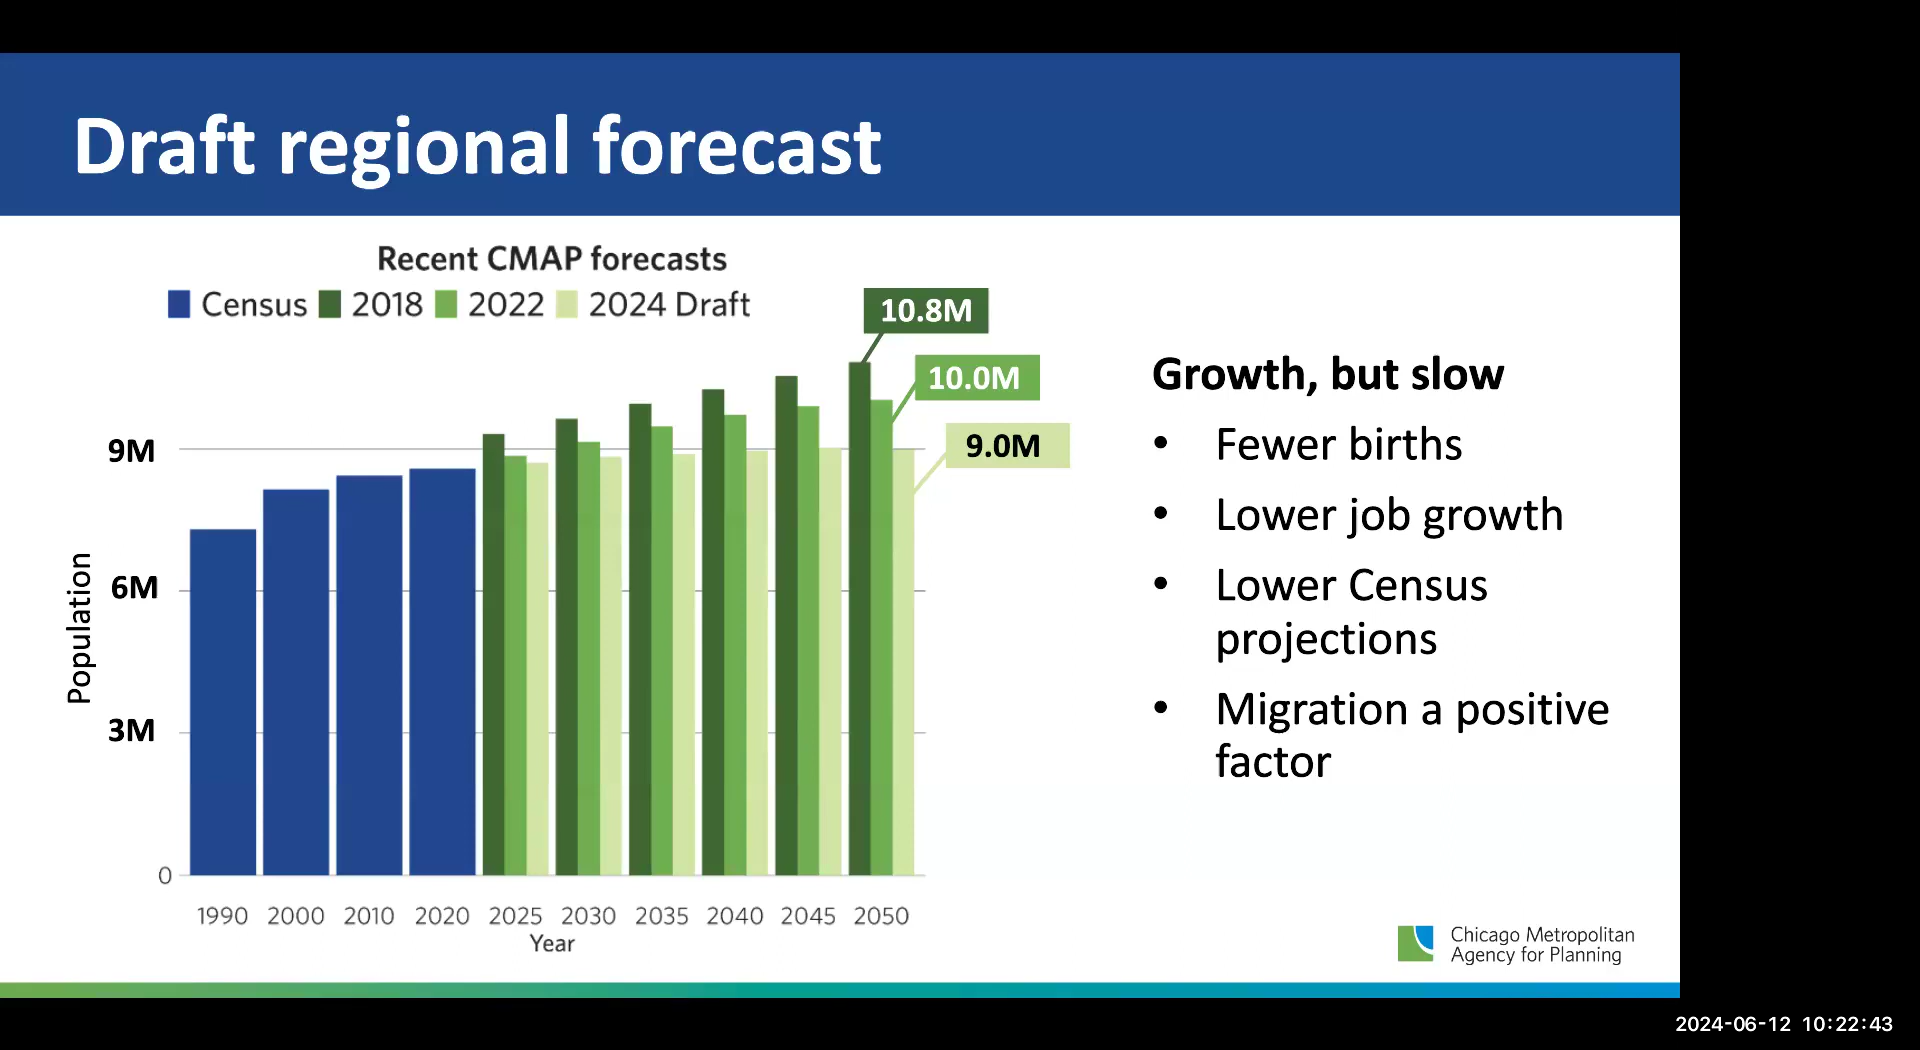 Draft regional forecast
Recent CMAP forecasts
Census 2018 2022 2024 Draft
10.8M
10.0M
9.0M
9M
6M
3M
0
Population
1990 2000 2010 2020 2025 2030 2035 2040 2045 2050
Year
Growth, but slow
• Fewer births
• Lower job growth
• Lower Census
projections
• Migration a positive
factor
Chicago Metropolitan
Agency for Planning
2024-06-12 10:22:43